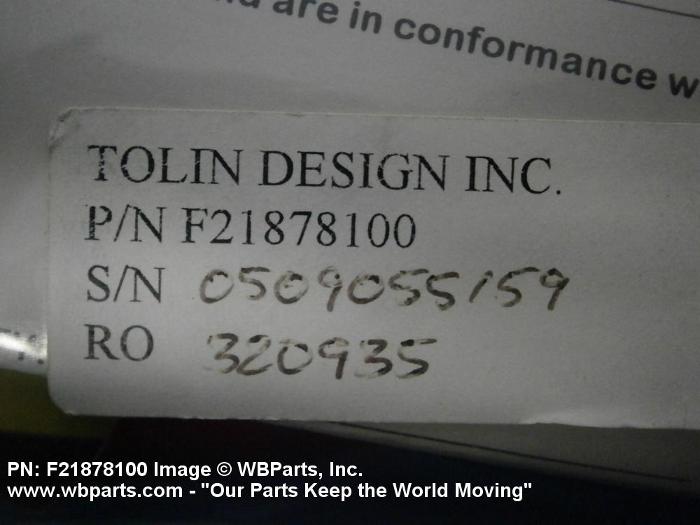 are in conformance w
TOLIN DESIGN INC.
P/N F21878100
S/N 0509055159
RO 320935
PN: F21878100 Image © WBParts, Inc.
www.wbparts.com - "Our Parts Keep the World Moving"